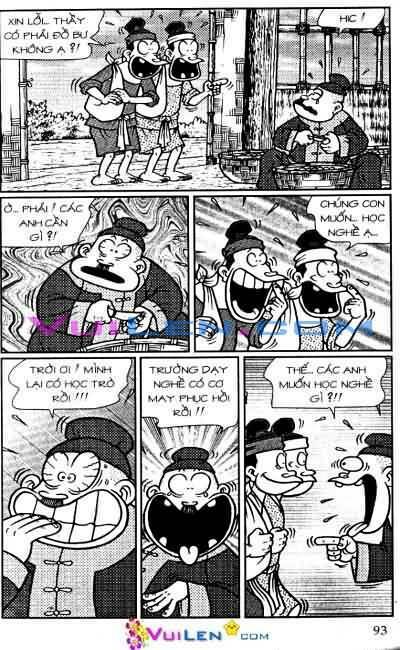 XIN LỖI.. THẦY
CÓ PHẢI ĐỒ BU
KHÔNG Ạ ?!
HIC !
Ơ.. PHẢI ! CÁC
ANH CẦN
GÌ ?!
CHÚNG CON
MUỐN... HỌC
NGHỀ Ạ...
VUILEN.COM
TRỜI ƠI ! MÌNH
LẠI CÓ HỌC TRÒ
RỒI !!!
TRƯỜNG DẠY
NGHỀ CÓ CƠ
MAY PHỤC HỒI
RỒI !!
THẾ... CÁC ANH
MUỐN HỌC NGHỀ
GÌ ?!!!
93
VUILEN.COM